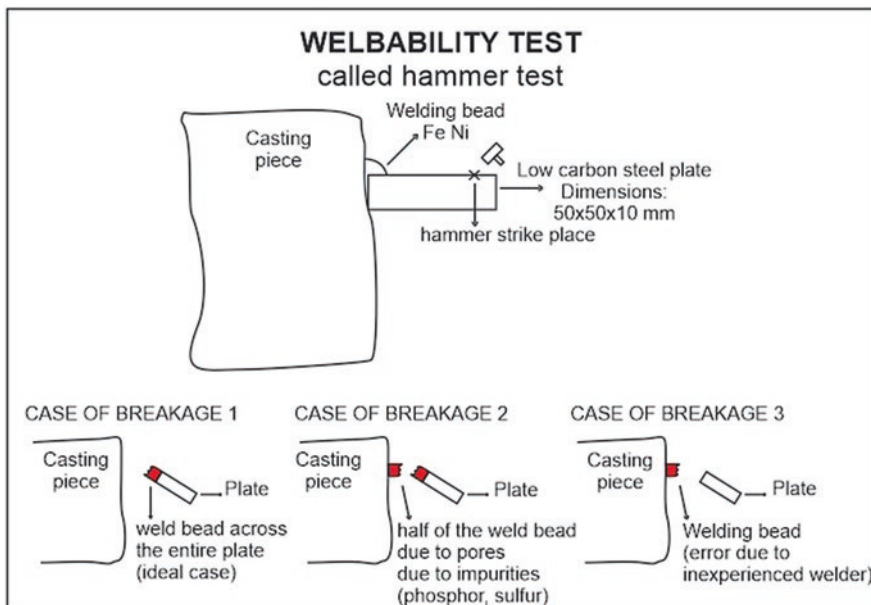 WELBABILITY TEST
called hammer test
Welding bead
Fe Ni
Casting
piece
Low carbon steel plate
Dimensions:
50x50x10 mm
hammer strike place
CASE OF BREAKAGE 1
Casting
piece
Plate
weld bead across
the entire plate
(ideal case)
CASE OF BREAKAGE 2
Casting
piece
Plate
half of the weld bead
due to pores
due to impurities
(phosphor, sulfur)
CASE OF BREAKAGE 3
Casting
piece
Plate
Welding bead
(error due to
inexperienced welder)